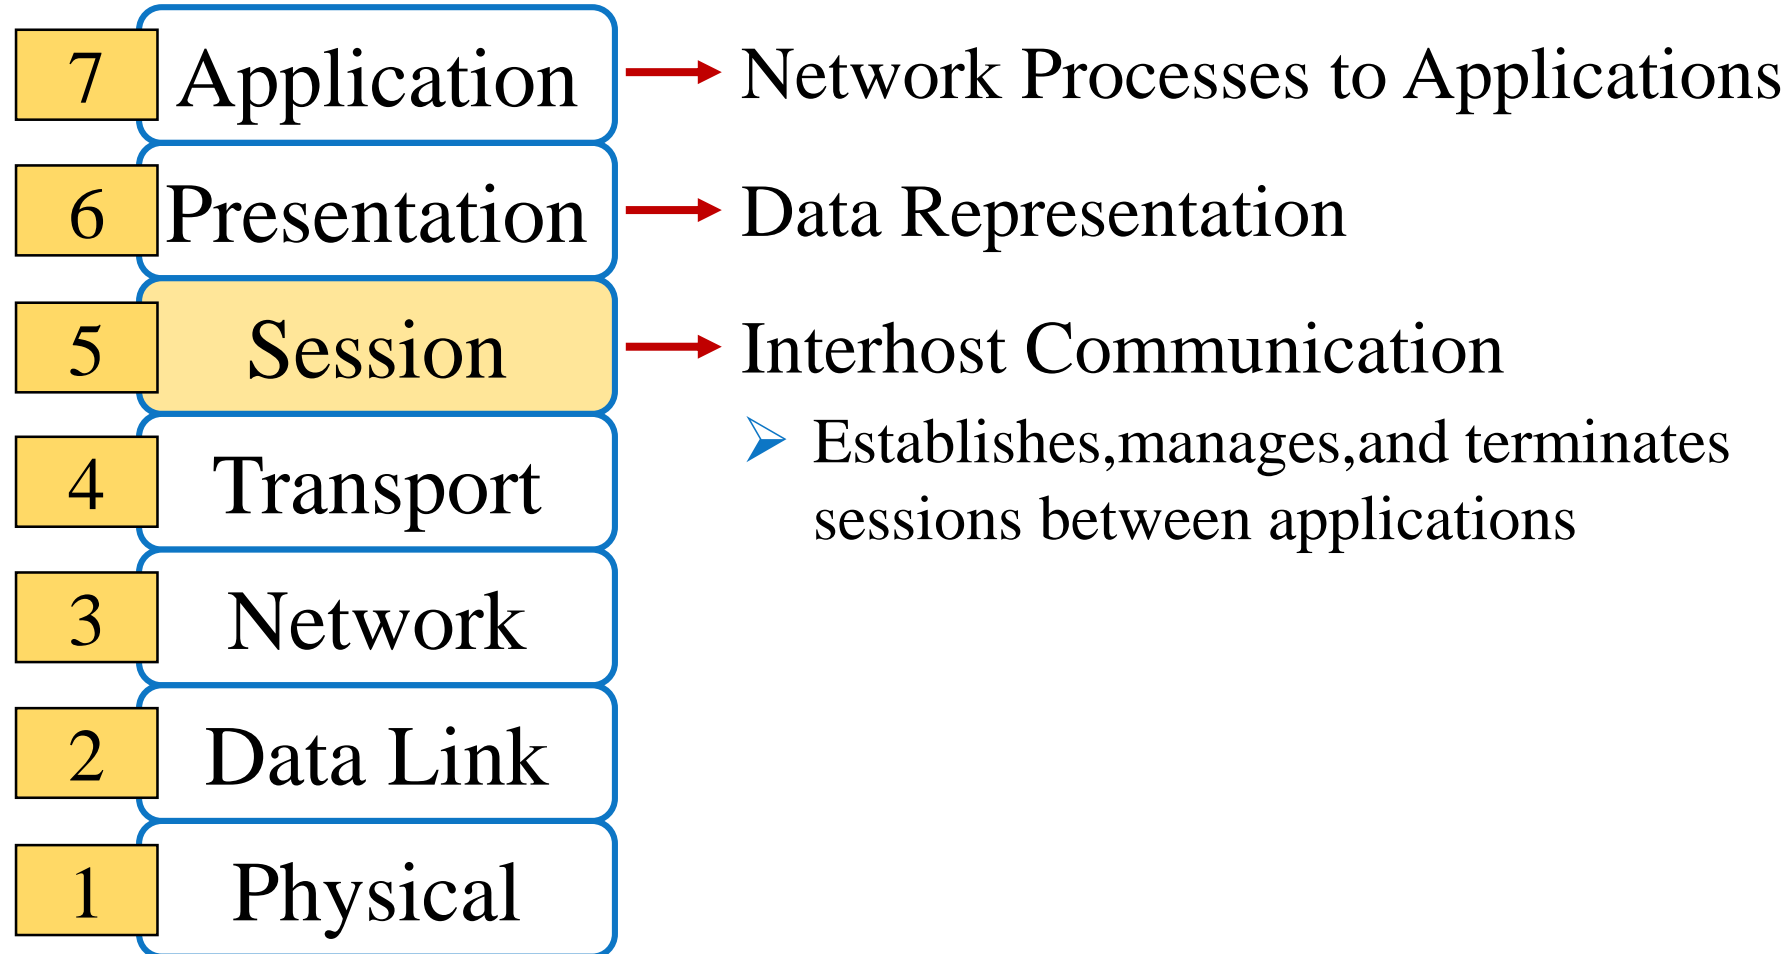 7 Application Network Processes to Applications
6 Presentation Data Representation
5 Session Interhost Communication
Establishes,manages,and terminates
sessions between applications
4 Transport
3 Network
2 Data Link
1 Physical